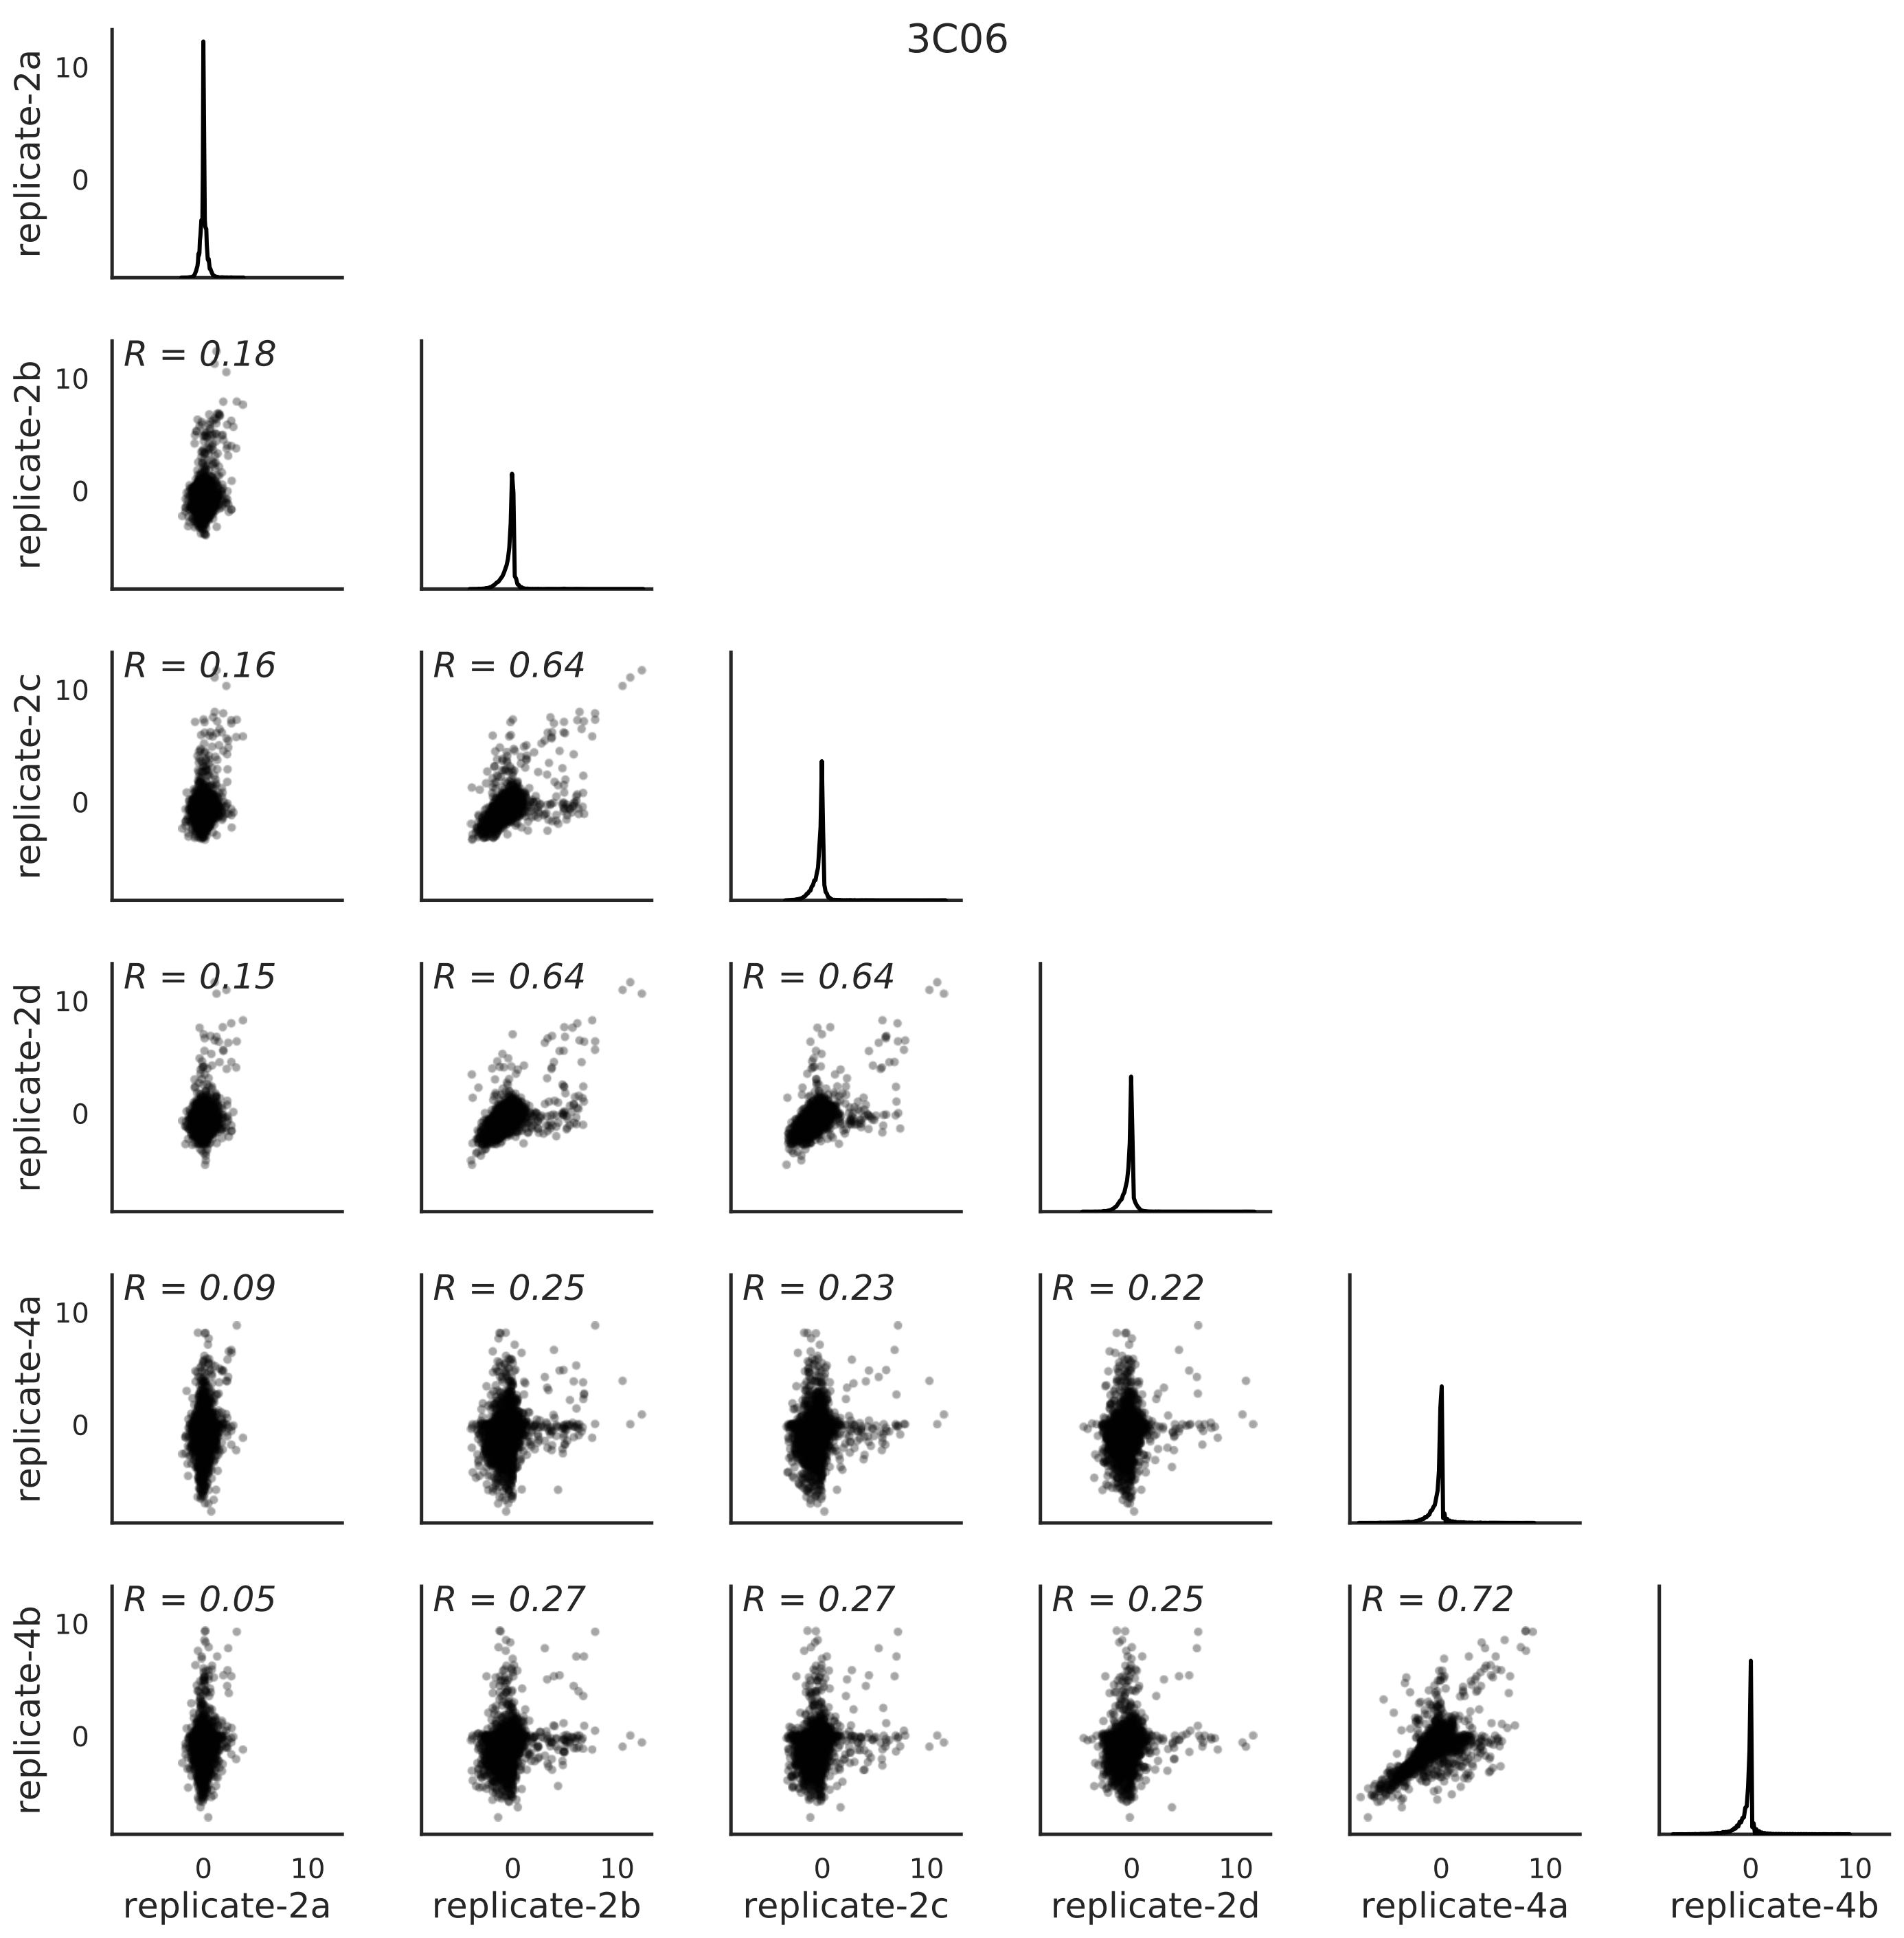 3C06
replicate-2a
10
0
replicate-2b
10
0
R = 0.18
replicate-2c
10
0
R = 0.16
R = 0.64
replicate-2d
10
0
R = 0.15
R = 0.64
R = 0.64
replicate-4a
10
0
R = 0.09
R = 0.25
R = 0.23
R = 0.22
replicate-4b
10
0
R = 0.05
R = 0.27
R = 0.27
R = 0.25
R = 0.72
0 10 0 10 0 10 0 10 0 10 0 10
replicate-2a replicate-2b replicate-2c replicate-2d replicate-4a replicate-4b